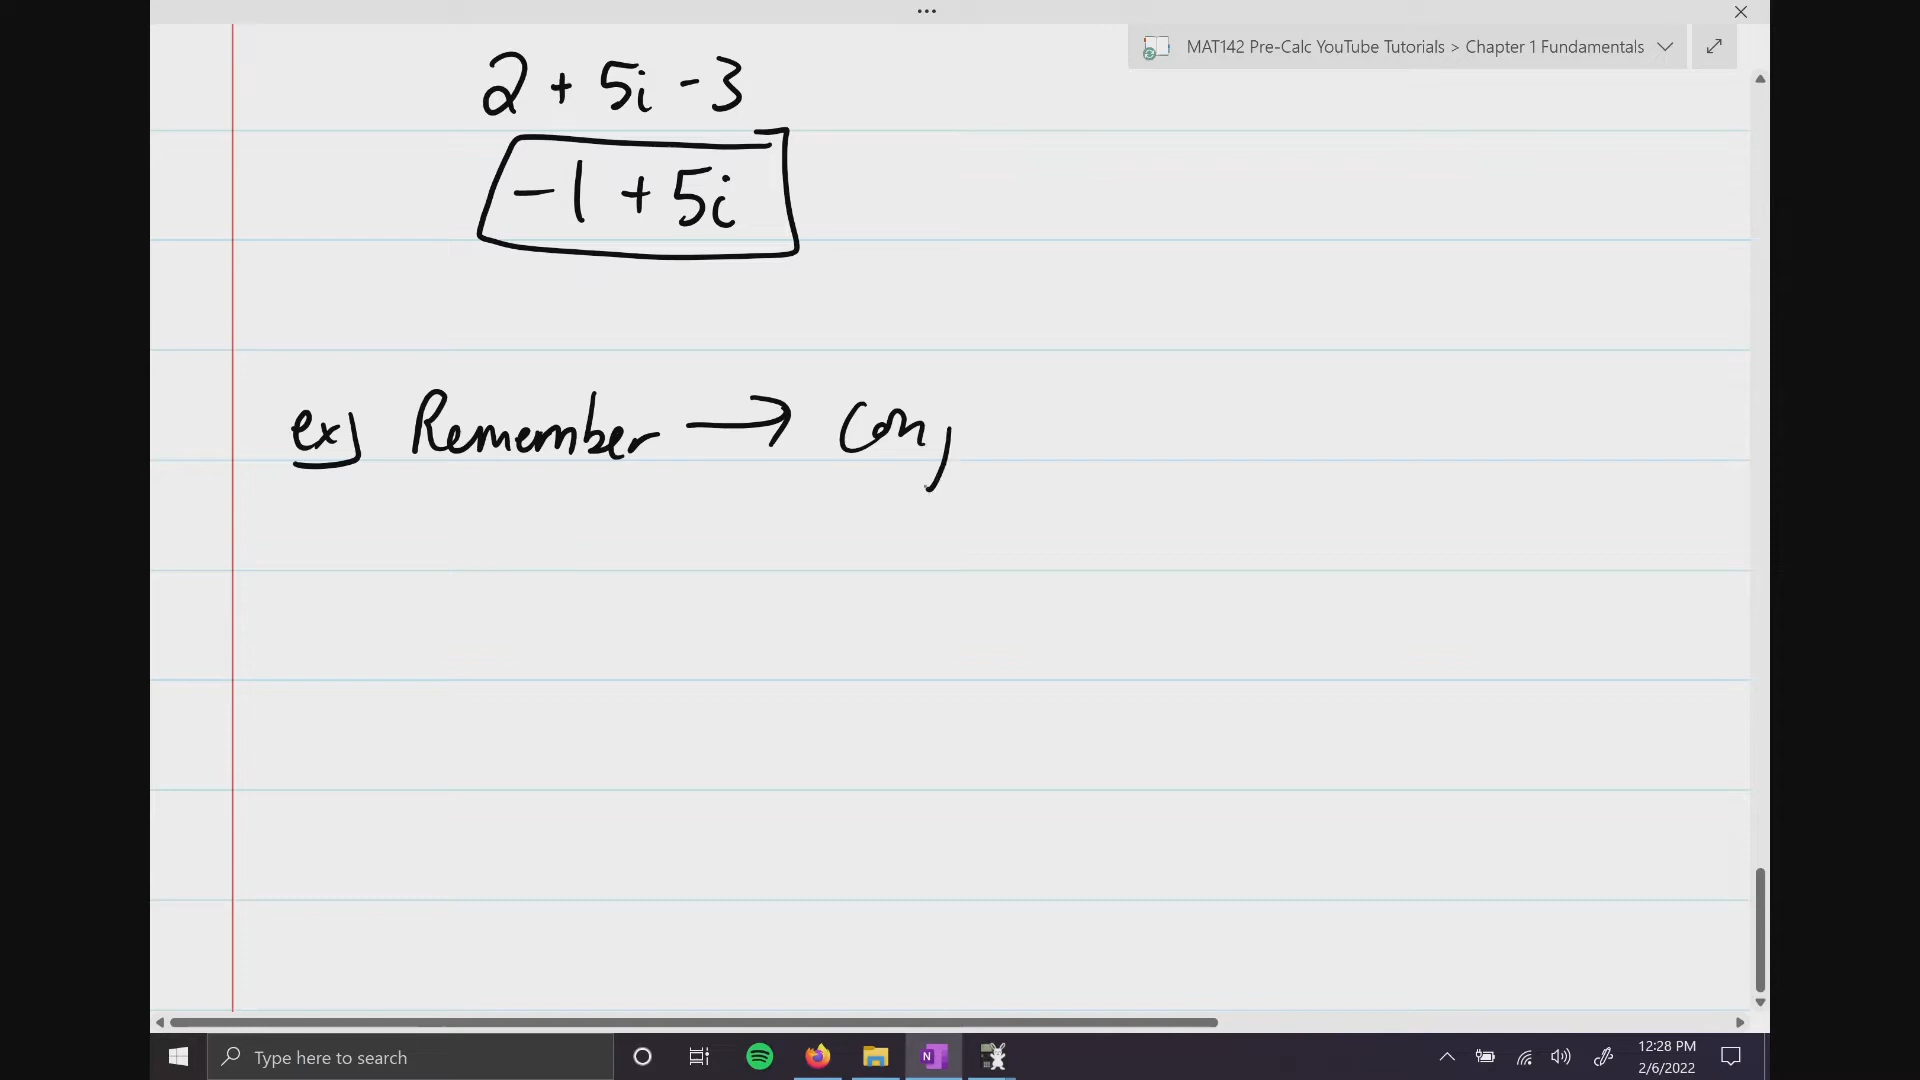 MAT142 Pre-Calc YouTube Tutorials > Chapter 1 Fundamentals
2 + 5i - 3
-1 + 5i
ex) Remember → Conj
Type here to search
12:28 PM
2/6/2022